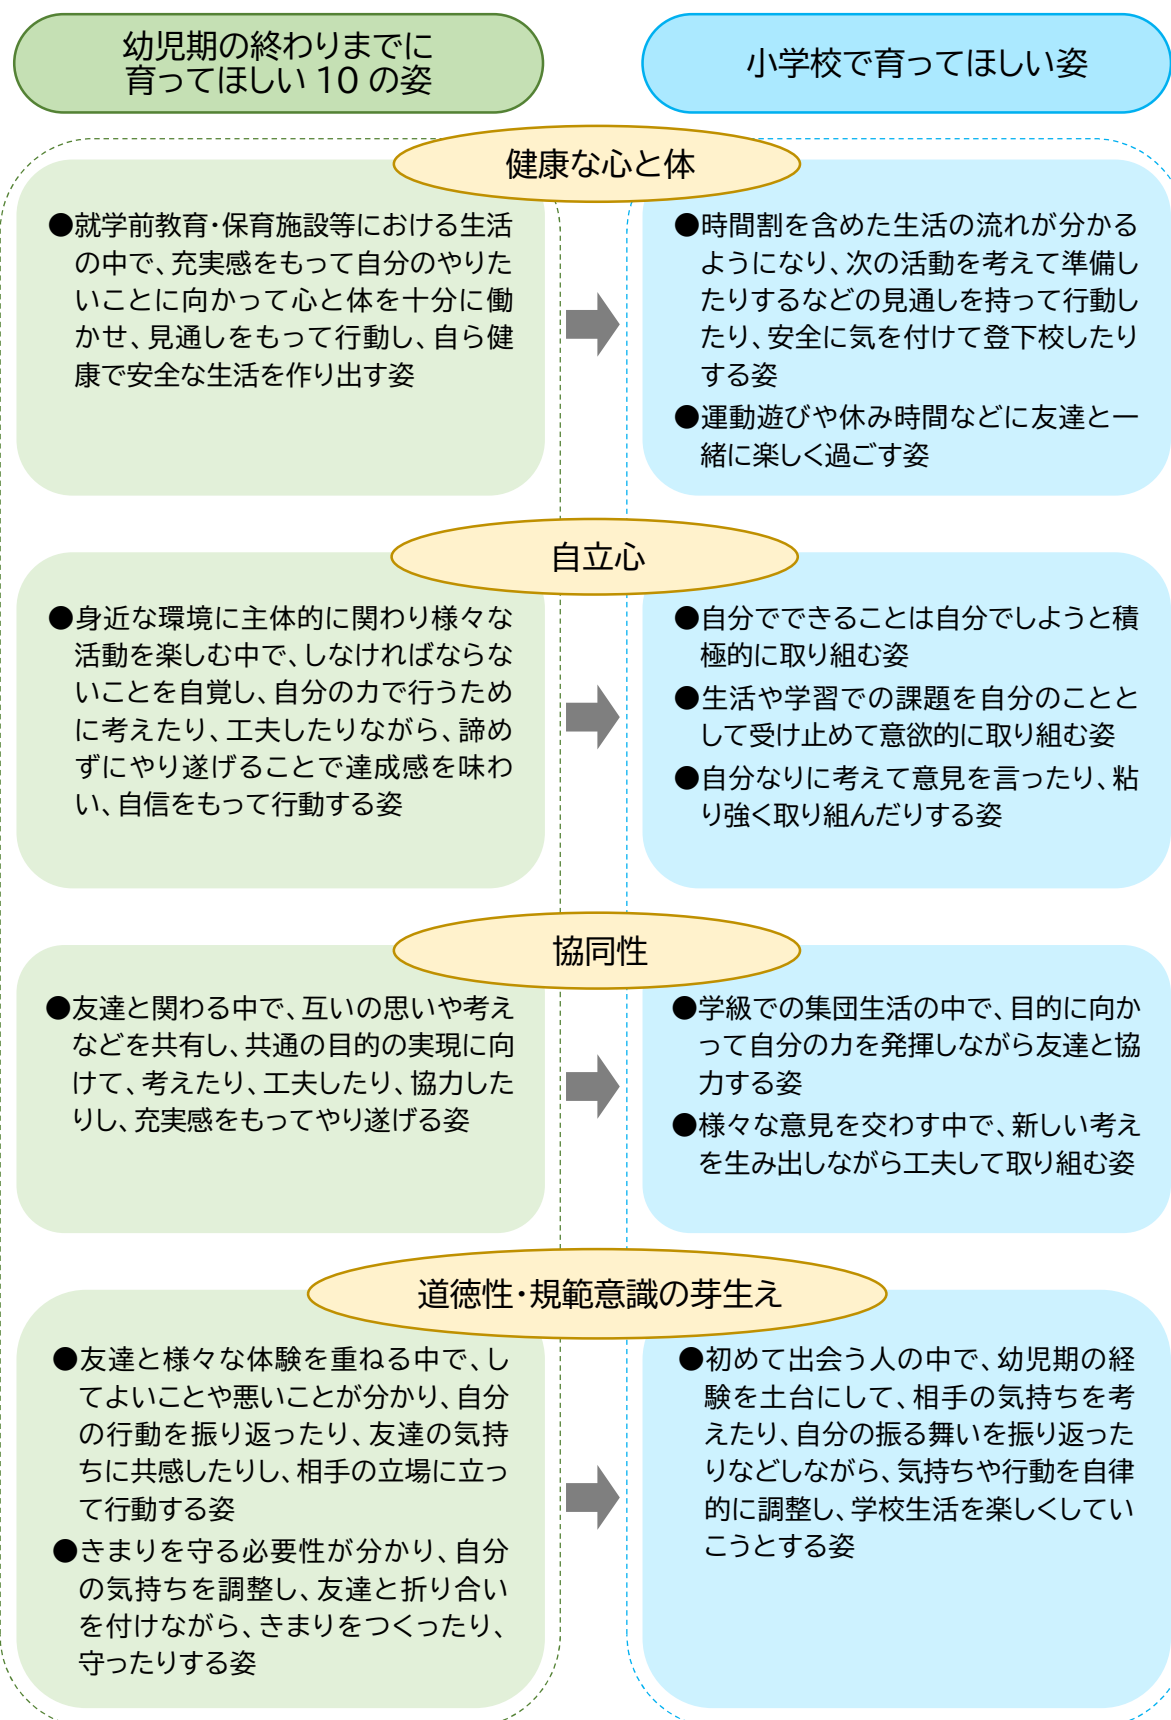 幼児期の終わりまでに
育ってほしい 10 の姿
小学校で育ってほしい姿
健康な心と体
●就学前教育・保育施設等における生活
の中で、充実感をもって自分のやりた
いことに向かって心と体を十分に働
かせ、見通しをもって行動し、自ら健
康で安全な生活を作り出す姿
●時間割を含めた生活の流れが分かる
ようになり、次の活動を考えて準備し
たりするなどの見通しを持って行動し
たり、安全に気を付けて登下校したり
する姿
●運動遊びや休み時間などに友達と一
緒に楽しく過ごす姿
自立心
●身近な環境に主体的に関わり様々な
活動を楽しむ中で、しなければならな
いことを自覚し、自分の力で行うため
に考えたり、工夫したりながら、諦め
ずにやり遂げることで達成感を味わ
い、自信をもって行動する姿
●自分でできることは自分でしようと積
極的に取り組む姿
●生活や学習での課題を自分のことと
して受け止めて意欲的に取り組む姿
●自分なりに考えて意見を言ったり、粘
り強く取り組んだりする姿
協同性
●友達と関わる中で、互いの思いや考え
などを共有し、共通の目的の実現に向
けて、考えたり、工夫したり、協力した
りし、充実感をもってやり遂げる姿
●学級での集団生活の中で、目的に向か
って自分の力を発揮しながら友達と協
力する姿
●様々な意見を交わす中で、新しい考え
を生み出しながら工夫して取り組む姿
道徳性・規範意識の芽生え
●友達と様々な体験を重ねる中で、し
てよいことや悪いことが分かり、自分
の行動を振り返ったり、友達の気持
ちに共感したりし、相手の立場に立っ
て行動する姿
●きまりを守る必要性が分かり、自分
の気持ちを調整し、友達と折り合い
を付けながら、きまりをつくったり、
守ったりする姿
●初めて出会う人の中で、幼児期の経
験を土台にして、相手の気持ちを考
えたり、自分の振る舞いを振り返った
りなどしながら、気持ちや行動を自律
的に調整し、学校生活を楽しくしてい
こうとする姿